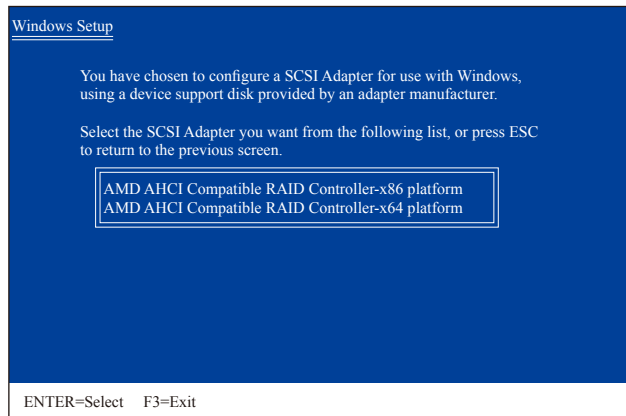 Windows Setup
You have chosen to configure a SCSI Adapter for use with Windows,
using a device support disk provided by an adapter manufacturer.
Select the SCSI Adapter you want from the following list, or press ESC
to return to the previous screen.
AMD AHCI Compatible RAID Controller-x86 platform
AMD AHCI Compatible RAID Controller-x64 platform
ENTER=Select F3=Exit